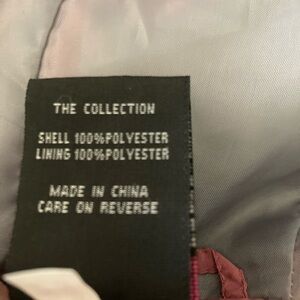 THE COLLECTION
SHELL 100%POLYESTER
LINING 100%POLYESTER
MADE IN CHINA
CARE ON REVERSE